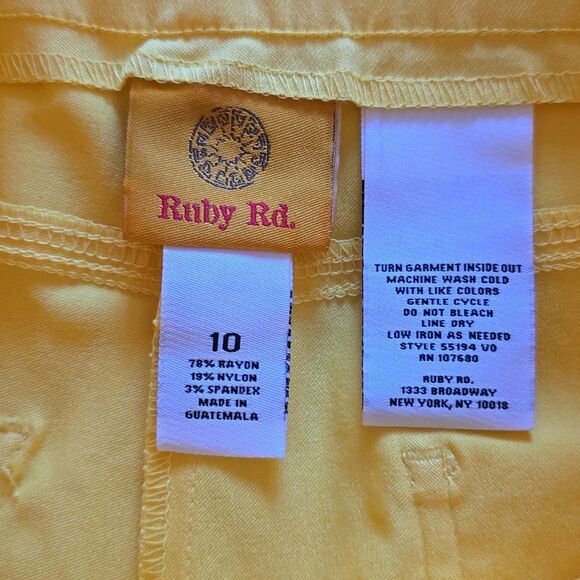 Ruby Rd.
10
78% RAYON
19% NYLON
3% SPANDEX
MADE IN
GUATEMALA
TURN GARMENT INSIDE OUT
MACHINE WASH COLD
WITH LIKE COLORS
GENTLE CYCLE
DO NOT BLEACH
LINE DRY
LOW IRON AS NEEDED
STYLE 55194 VO
RN 107680
RUBY RD.
1333 BROADWAY
NEW YORK, NY 10018